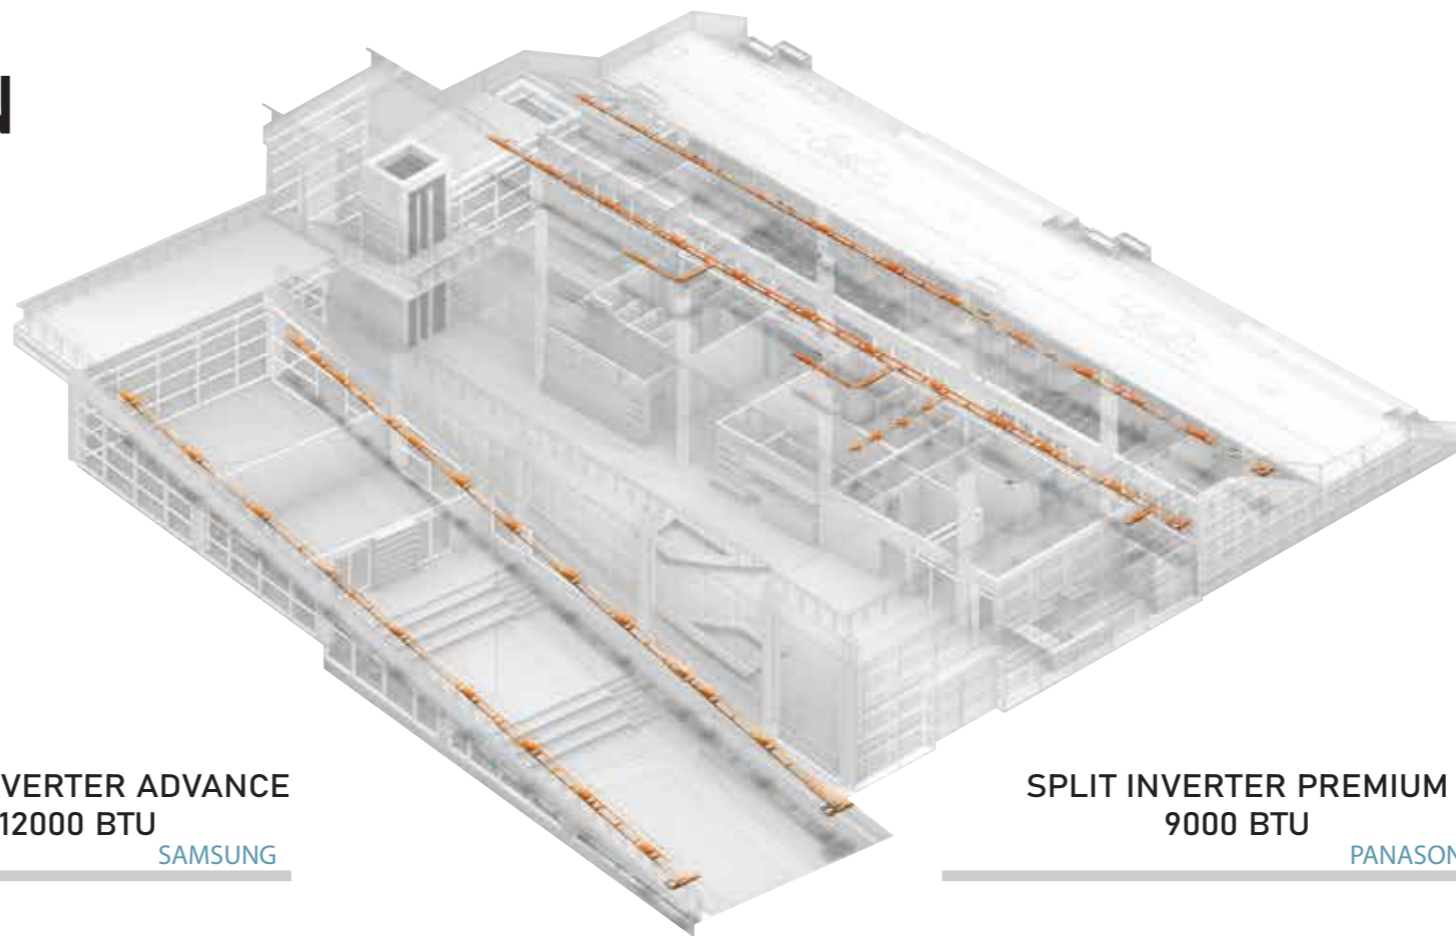 N
VERTER ADVANCE
12000 BTU
SAMSUNG
SPLIT INVERTER PREMIUM
9000 BTU
PANASON